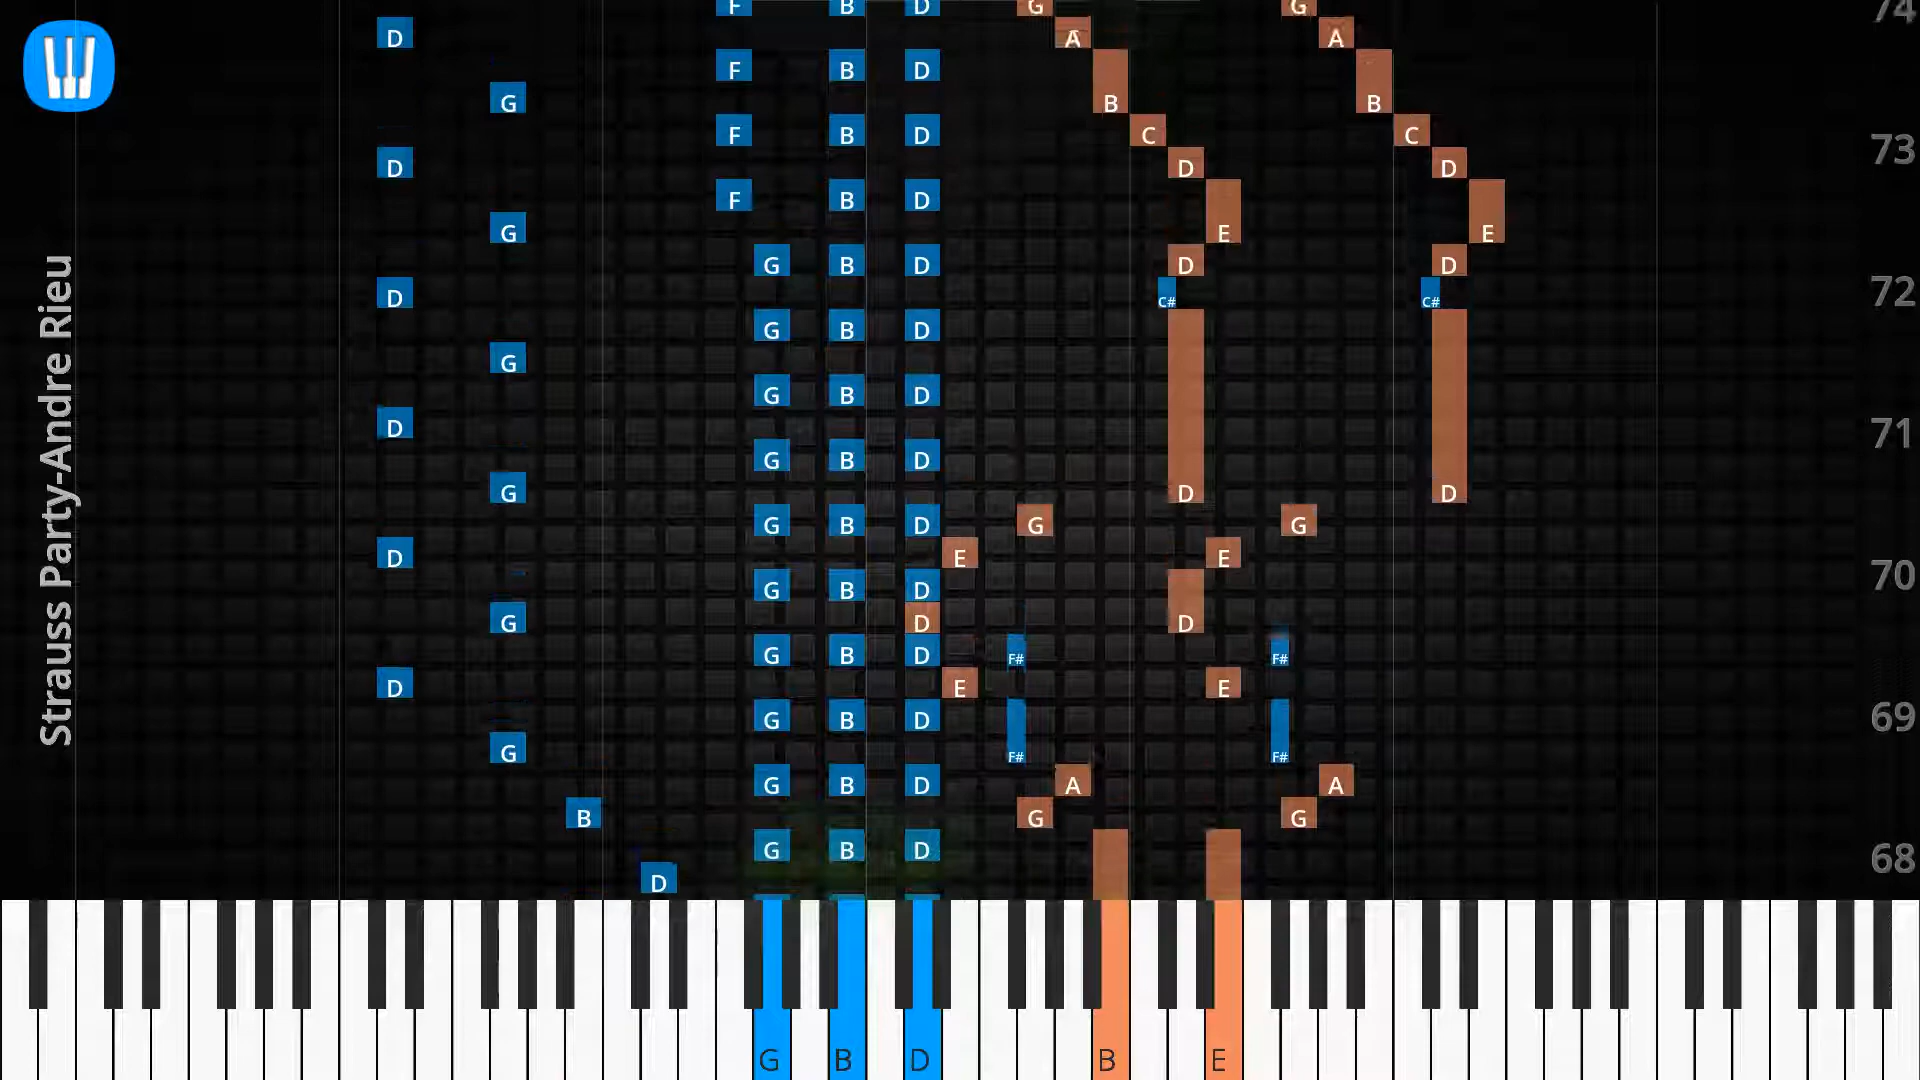 Strauss Party-Andre Rieu
F B D G G 74
D A A
F B D
G B B
F B D C C 73
D D D
F B D
G E E
G B D D D
D C# C# 72
G B D
G
G B D
D 71
G B D
G D D
G B D G G
D E E 70
G B D
G D D
G B D F# F#
D E E
G B D 69
G F# F#
G B D A A
B G G
G B D 68
D
G B D B E